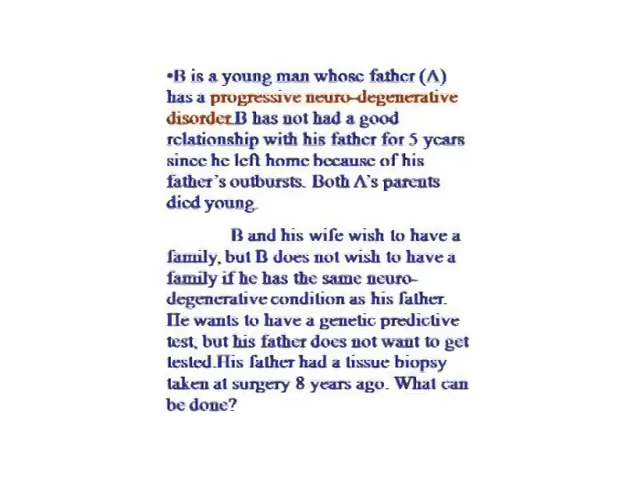 •B is a young man whose father (A)
has a progressive neuro-degenerative
disorder.B has not had a good
relationship with his father for 5 years
since he left home because of his
father's outbursts. Both A's parents
died young.
B and his wife wish to have a
family, but B does not wish to have a
family if he has the same neuro-
degenerative condition as his father.
He wants to have a genetic predictive
test, but his father does not want to get
tested.His father had a tissue biopsy
taken at surgery 8 years ago. What can
be done?